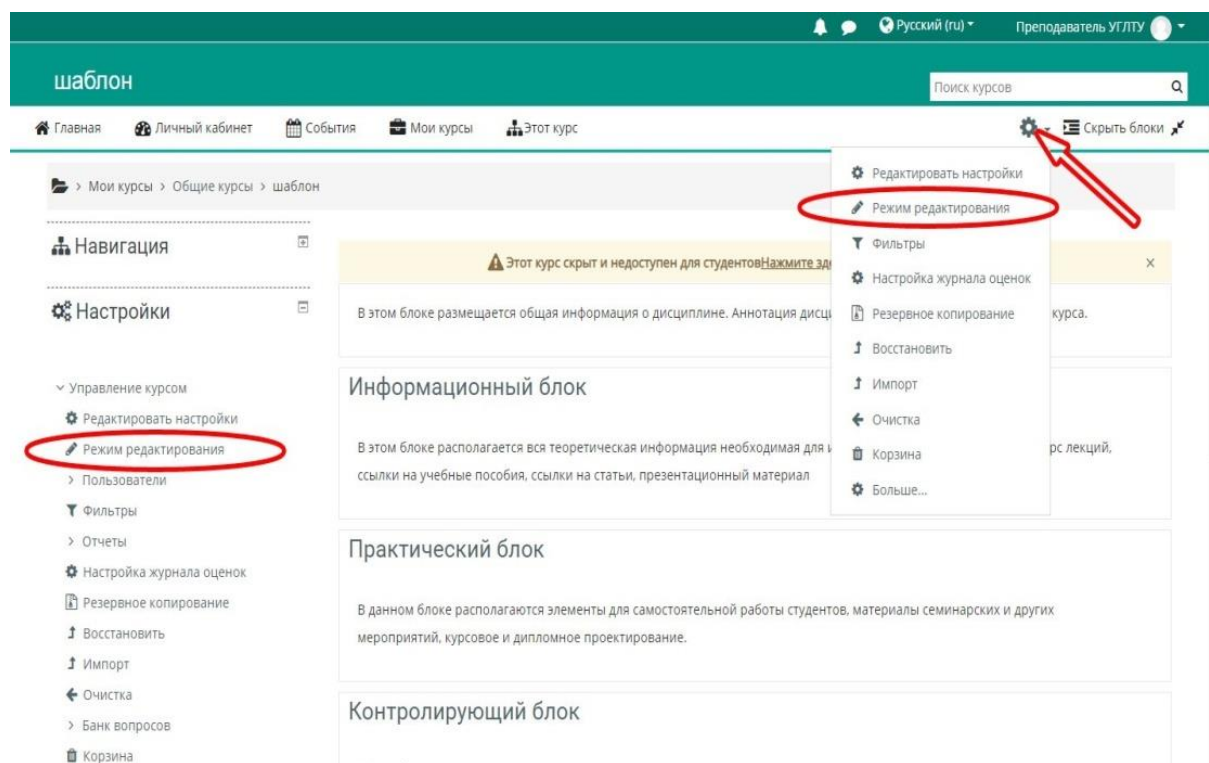 Русский (ru)
Преподаватель УГЛТУ
шаблон
Поиск курсов
Главная
Личный кабинет
События
Мои курсы
Этот курс
Скрыть блоки
Мои курсы > Общие курсы > шаблон
Редактировать настройки
Режим редактирования
Фильтры
Настройка журнала оценок
Резервное копирование
Восстановить
Импорт
Очистка
Корзина
Больше...
Навигация
Настройки
Управление курсом
Редактировать настройки
Режим редактирования
Пользователи
Фильтры
Отчеты
Настройка журнала оценок
Резервное копирование
Восстановить
Импорт
Очистка
Банк вопросов
Корзина
Этот курс скрыт и недоступен для студентовНажмите
В этом блоке размещается общая информация о дисциплине. Аннотация курса.
Информационный блок
В этом блоке располагается вся теоретическая информация необходимая для лекций,
ссылки на учебные пособия, ссылки на статьи, презентационный материал
Практический блок
В данном блоке располагаются элементы для самостоятельной работы студентов, материалы семинарских и других
мероприятий, курсовое и дипломное проектирование.
Контролирующий блок